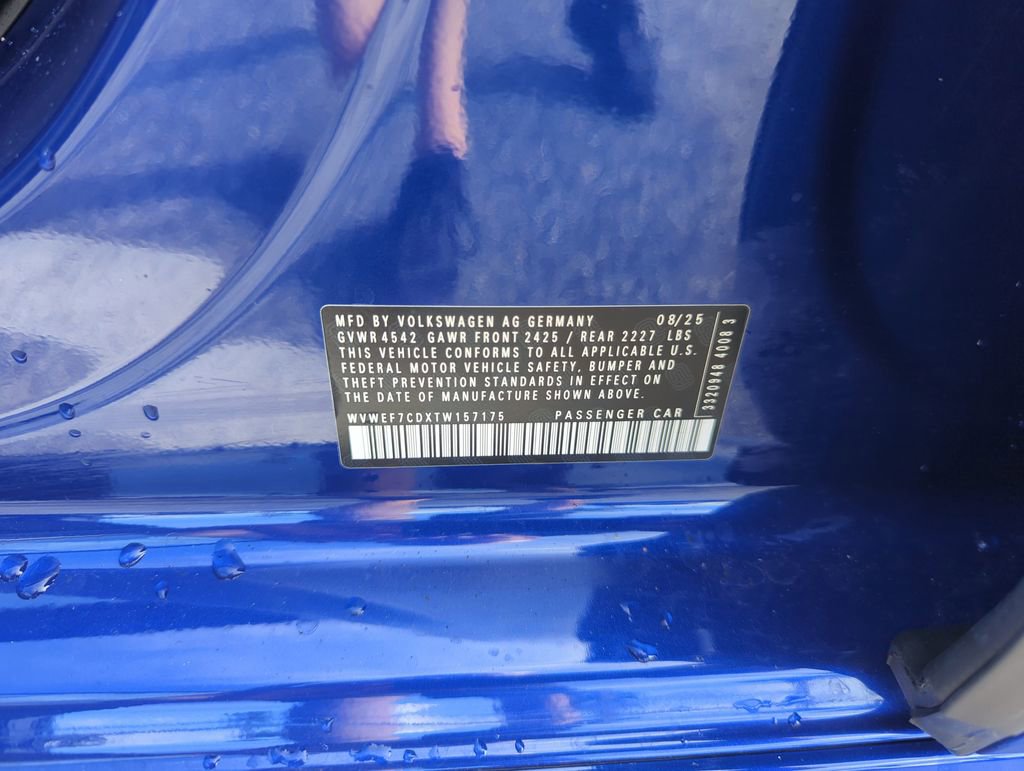 MFD BY VOLKSWAGEN AG GERMANY 08/25
GVWR 4542 GAWR FRONT 2425 / REAR 2227 LBS
THIS VEHICLE CONFORMS TO ALL APPLICABLE U.S.
FEDERAL MOTOR VEHICLE SAFETY, BUMPER AND
THEFT PREVENTION STANDARDS IN EFFECT ON
THE DATE OF MANUFACTURE SHOWN ABOVE.
WVWEF7CDXTW157175 PASSENGER CAR
3320948 4008 3